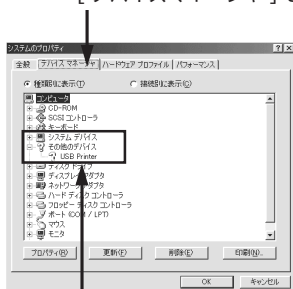 [デバイスマネージャ]
システムのプロパティ
全般 デバイス マネージャ ハードウェア プロファイル パフォーマンス
種類別に表示(T) 接続別に表示(C)
コンピュータ
CD-ROM
SCSI コントローラ
キーボード
システム デバイス
その他のデバイス
USB Printer
ディスク ドライブ
ディスプレイ アダプタ
ネットワーク アダプタ
ハード ディスク コントローラ
フロッピー ディスク コントローラ
ポート (COM / LPT)
マウス
モニタ
プロパティ(R) 更新(F) 削除(E) 印刷(N)...
OK キャンセル